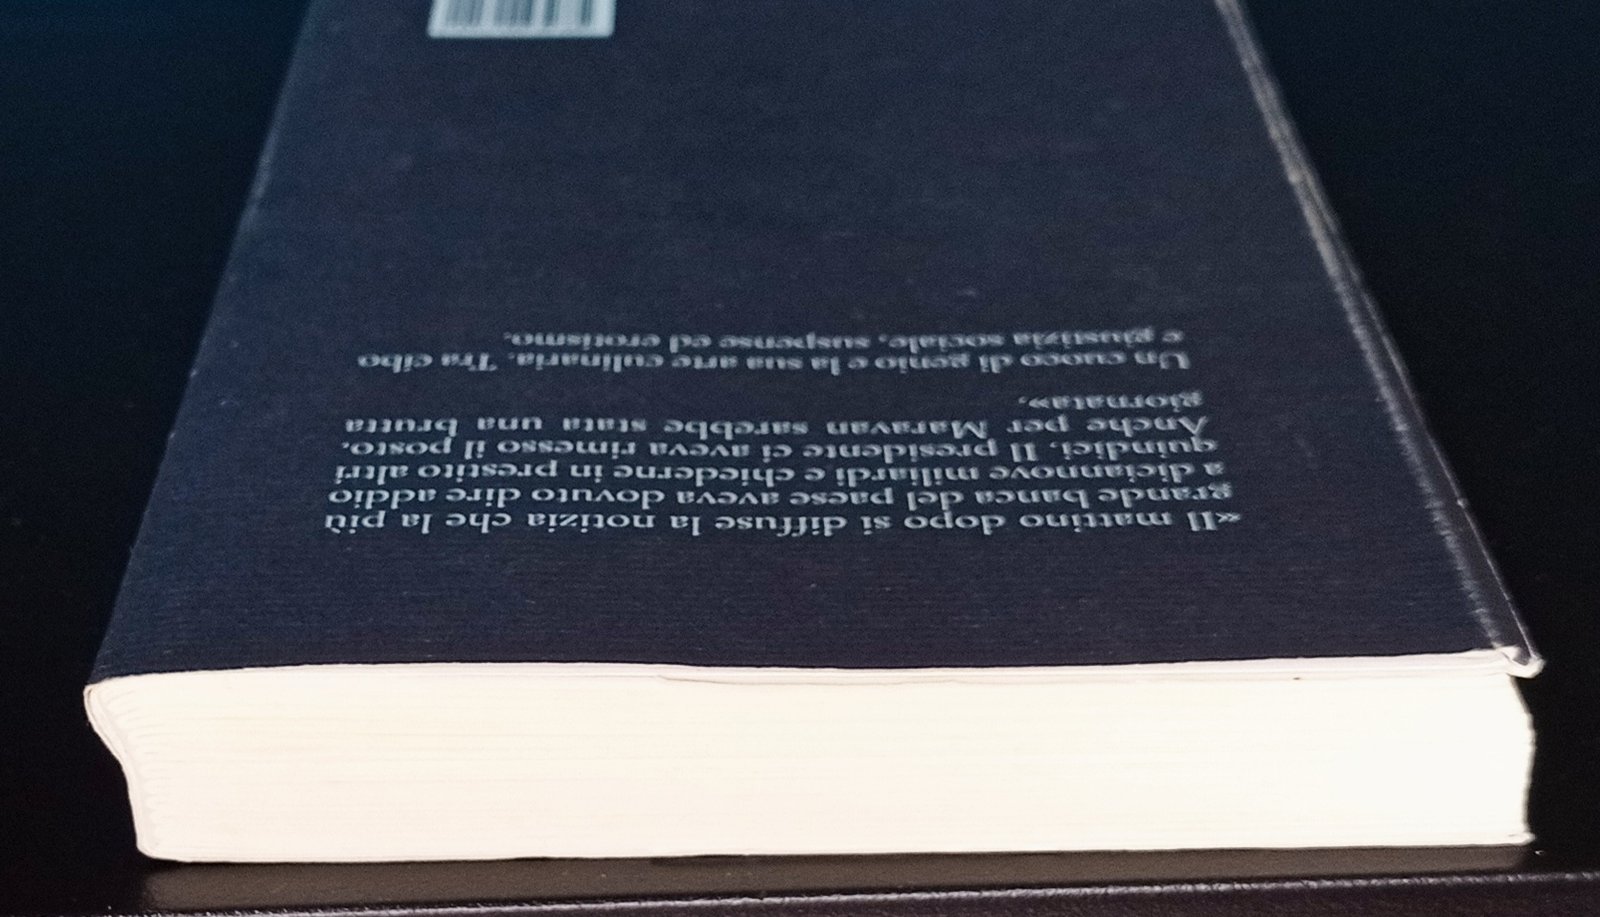 «Il mattino dopo si diffuse la notizia che la più
grande banca del paese aveva dovuto dire addio
a diciannove miliardi e chiederne in prestito altri
quindici. Il presidente ci aveva rimesso il posto.
Anche per Maravan sarebbe stata una brutta
giornata».
Un cuoco di genio e la sua arte culinaria. Tra cibo
e giustizia sociale, suspense ed erotismo.